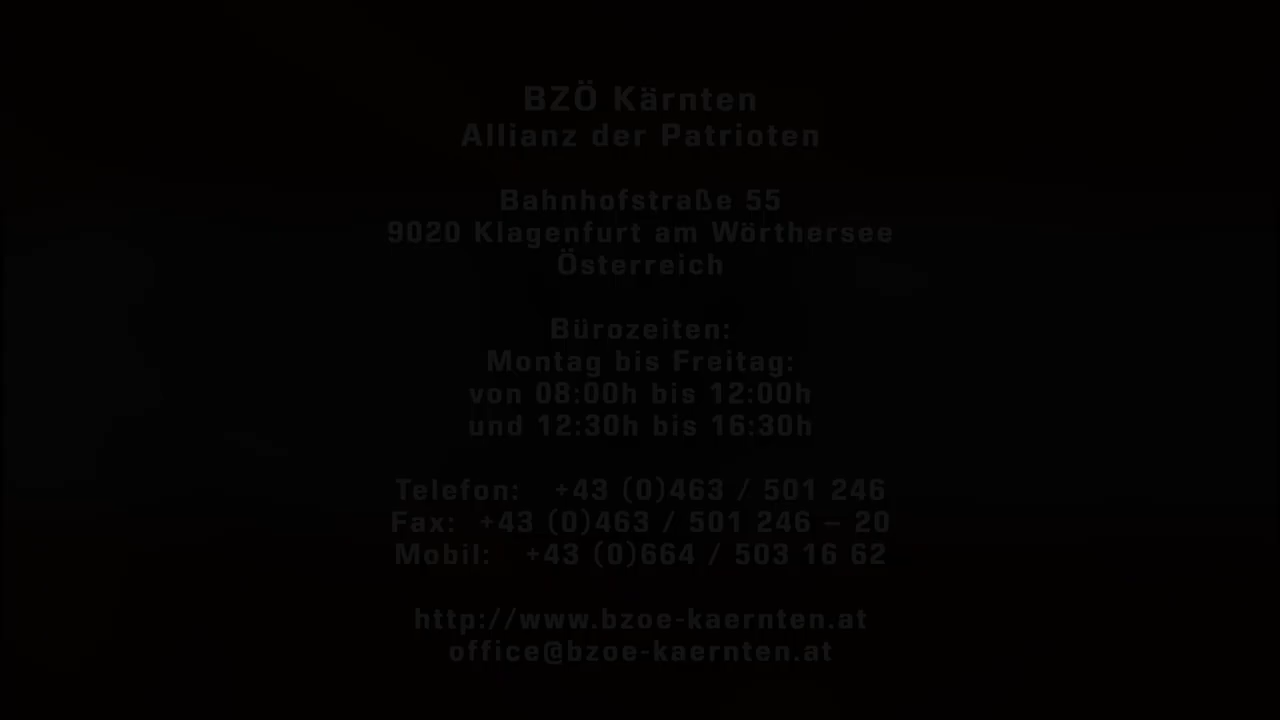 BZÖ Kärnten
Allianz der Patrioten
Bahnhofstraße 55
9020 Klagenfurt am Wörthersee
Österreich
Bürozeiten:
Montag bis Freitag:
von 08:00h bis 12:00h
und 12:30h bis 16:30h
Telefon: +43 (0)463 / 501 246
Fax: +43 (0)463 / 501 246 – 20
Mobil: +43 (0)664 / 503 16 62
http://www.bzoe-kaernten.at
office@bzoe-kaernten.at